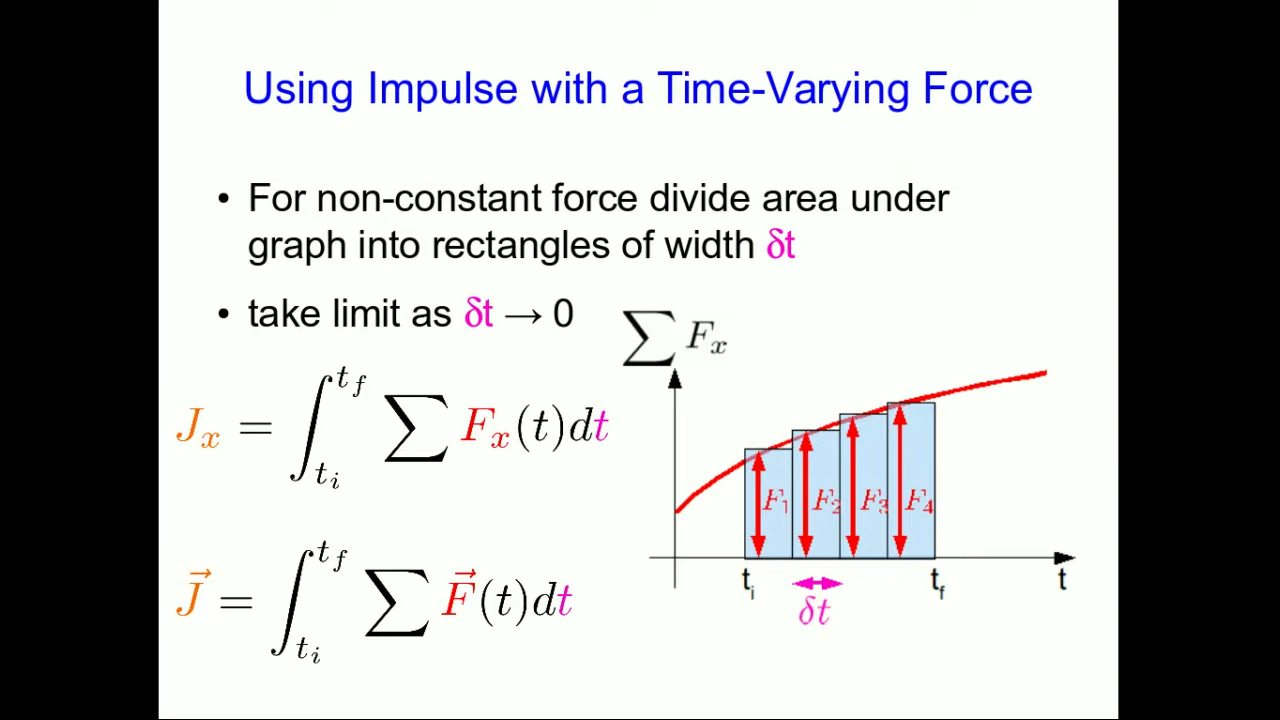 Using Impulse with a Time-Varying Force
• For non-constant force divide area under
graph into rectangles of width δt
• take limit as δt → 0
∑ F_x
J_x = ∫_{t_i}^{t_f} ∑ F_x(t)dt
F_1 F_2 F_3 F_4
t_i t_f t
δt
\vec{J} = ∫_{t_i}^{t_f} ∑ \vec{F}(t)dt